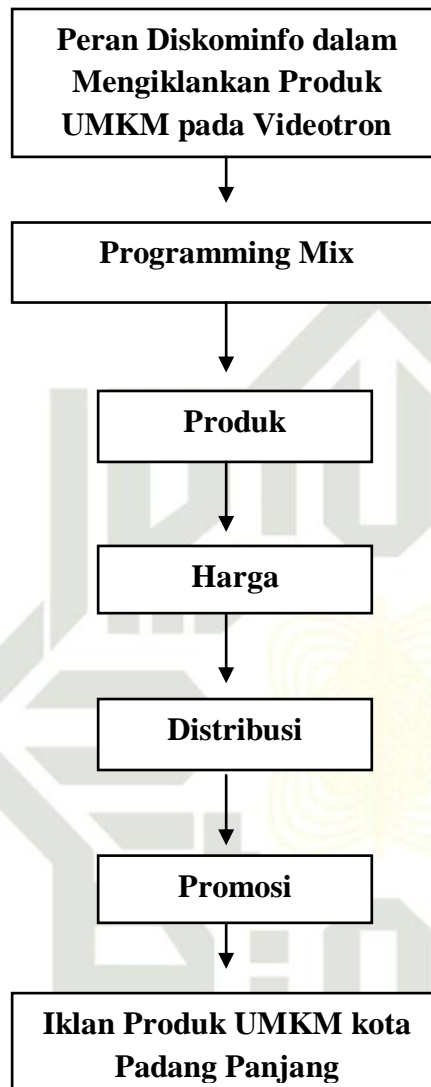 Peran Diskominfo dalam
Mengiklankan Produk
UMKM pada Videotron
Programming Mix
Produk
Harga
Distribusi
Promosi
Iklan Produk UMKM kota
Padang Panjang